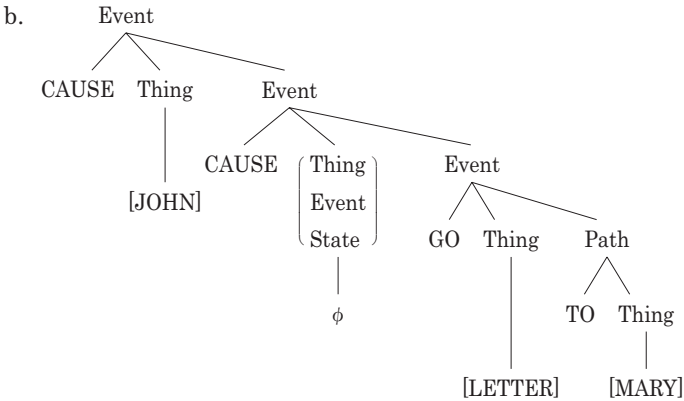 b. Event
CAUSE Thing Event
[JOHN] CAUSE Thing Event
Event
State GO Thing Path
ϕ TO Thing
[LETTER] [MARY]